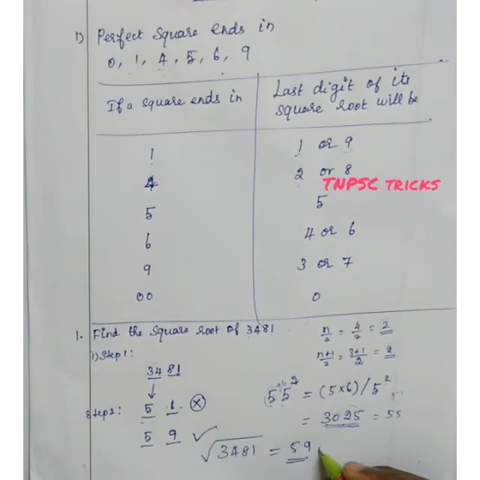 1) Perfect Square Ends in
0, 1, 4, 5, 6, 9
If a square ends in
Last digit of its
square root will be
1
1 or 9
4
2 or 8
TNPSC TRICKS
5
5
6
4 or 6
9
3 or 7
00
0
1. Find the square root of 3481
n/2 = 4/2 = 2
1) Step 1:
n+1/2 = 3+1/2 = 2
3481
55² = (5×6) / 5²
Step 2: 5 1
= 3025 = 55
5 9 ✓
√3481 = 59